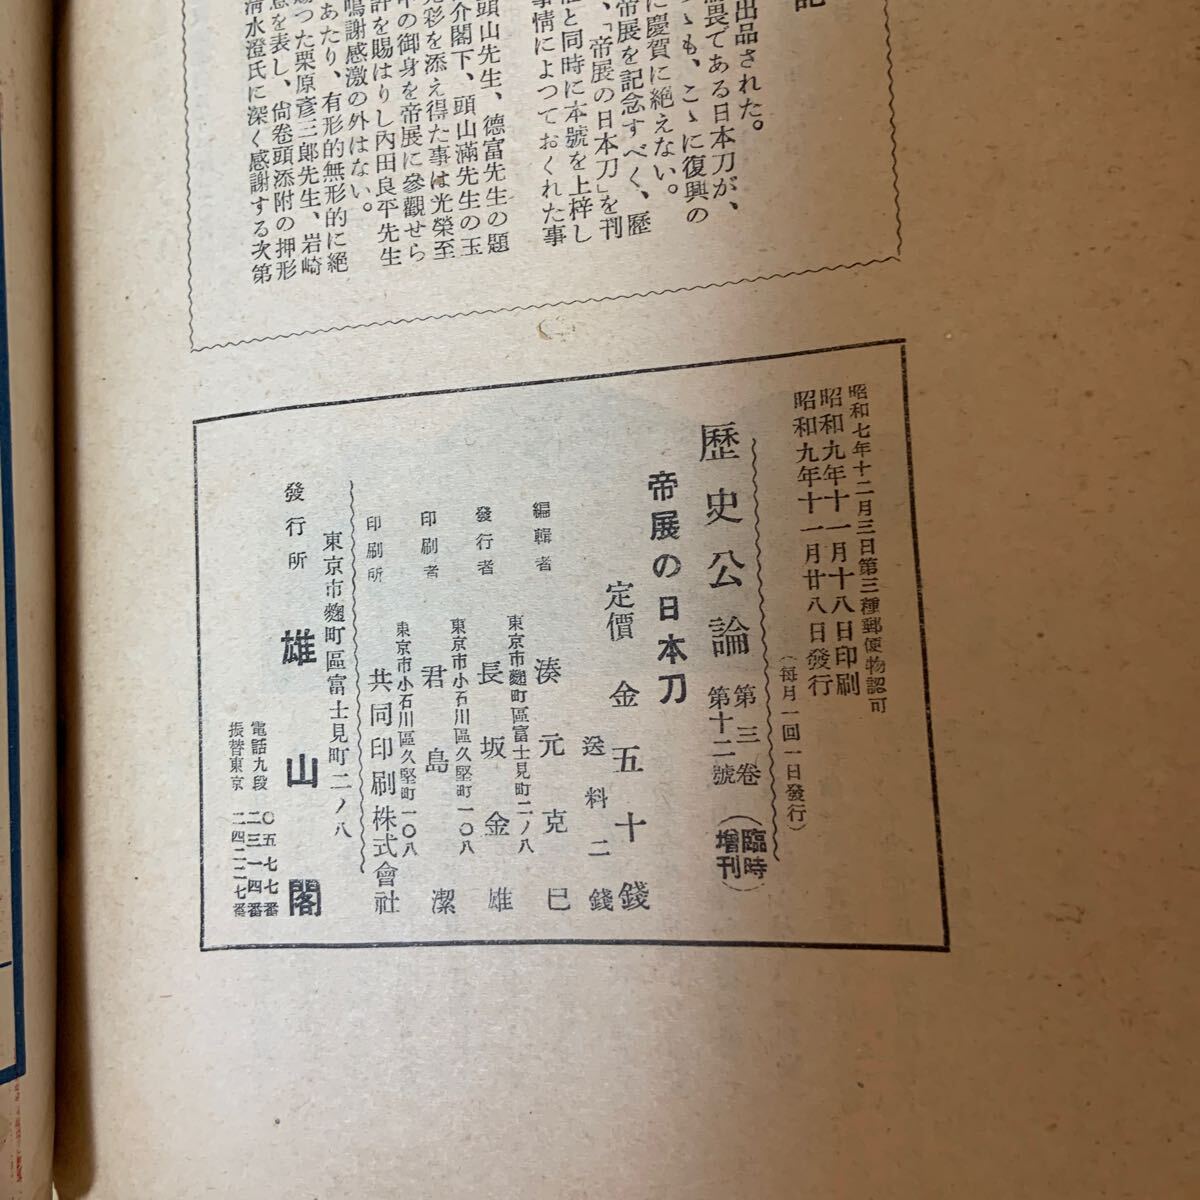 記
出品された。
畏である日本刀が、
ゝも、こゝに復興の
に慶賀に絶えない。
帝展を記念すべく、歷
、「帝展の日本刀」を刊
と同時に本號を上梓し
事情によつておくれた事
頭山先生、德富先生の題
介閣下、頭山滿先生の玉
光彩を添え得た事は光榮至
の御身を帝展に參觀せら
許を賜はりし內田良平先生
鳴謝感激の外はない。
あたり、有形的無形的に絕
賜つた栗原彥三郎先生、岩崎
意を表し、尙卷頭添附の押形
淸水澄氏に深く感謝する次第
昭和七年十二月三日第三種郵便物認可
昭和九年十一月十八日印刷
昭和九年十一月廿八日發行
(每月一回一日發行)
歷史公論 第三卷 第十二號 (臨時增刊)
帝展の日本刀
定價金五十錢
送料二錢
編輯者 東京市麴町區富士見町二ノ八
湊元克巳
發行者 東京市小石川區久堅町一〇八
長坂金雄
印刷者 東京市小石川區久堅町一〇八
君島潔
印刷所 共同印刷株式會社
東京市麴町區富士見町二ノ八
發行所 雄山閣
電話九段 〇五七七番
二三一四番
振替東京 二四二二七番